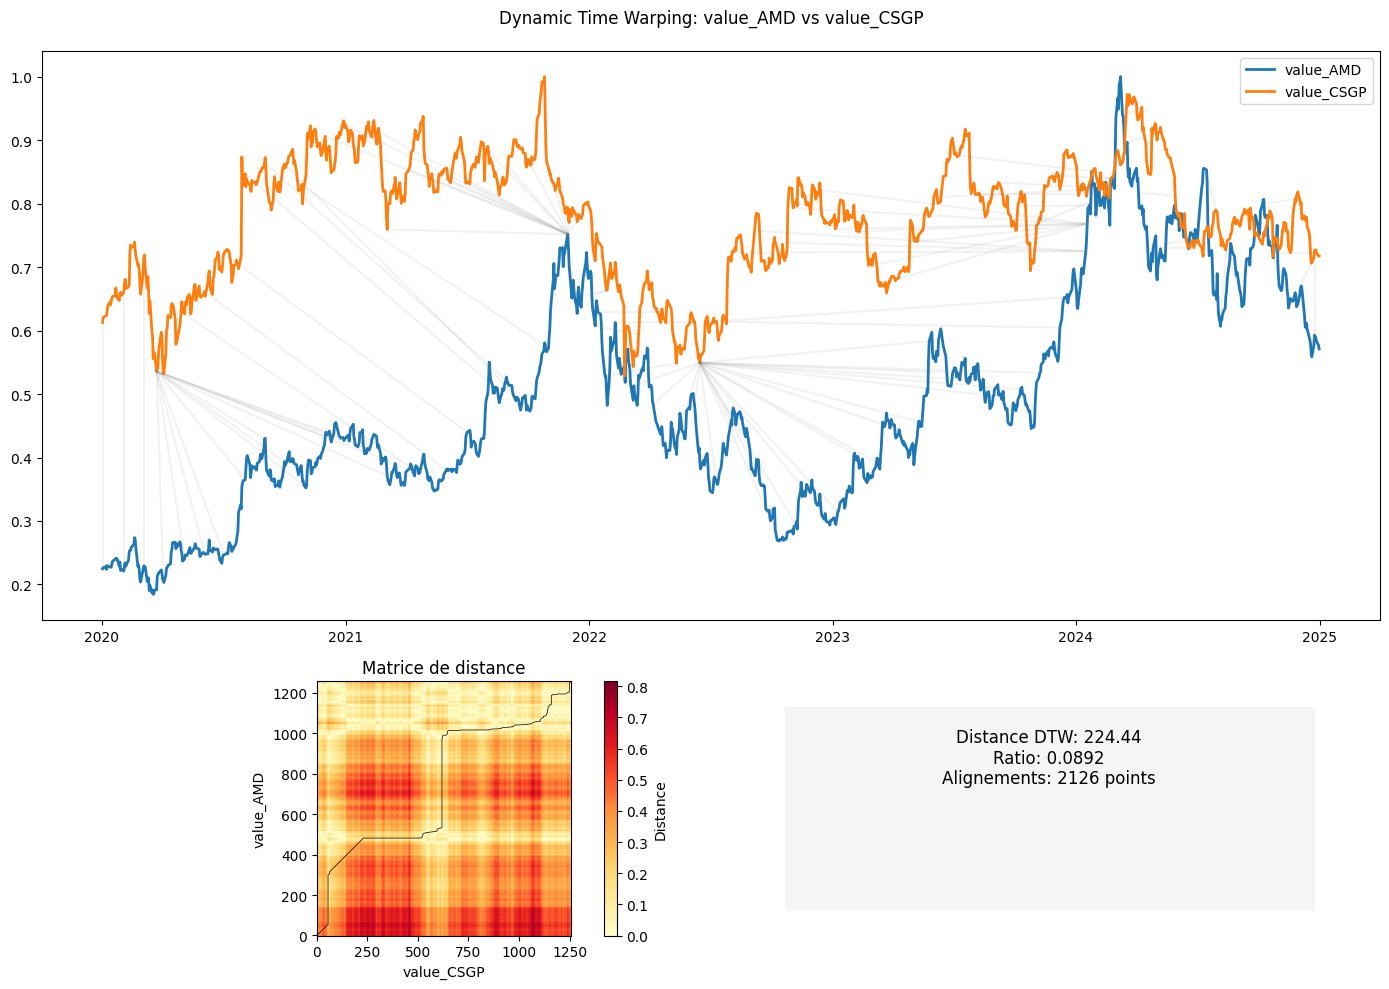 Dynamic Time Warping: value_AMD vs value_CSGP
value_AMD
value_CSGP
1.0
0.9
0.8
0.7
0.6
0.5
0.4
0.3
0.2
2020 2021 2022 2023 2024 2025
Matrice de distance
value_AMD
1200
1000
800
600
400
200
0
0 250 500 750 1000 1250
value_CSGP
0.8
0.7
0.6
0.5
0.4
0.3
0.2
0.1
0.0
Distance
Distance DTW: 224.44
Ratio: 0.0892
Alignements: 2126 points